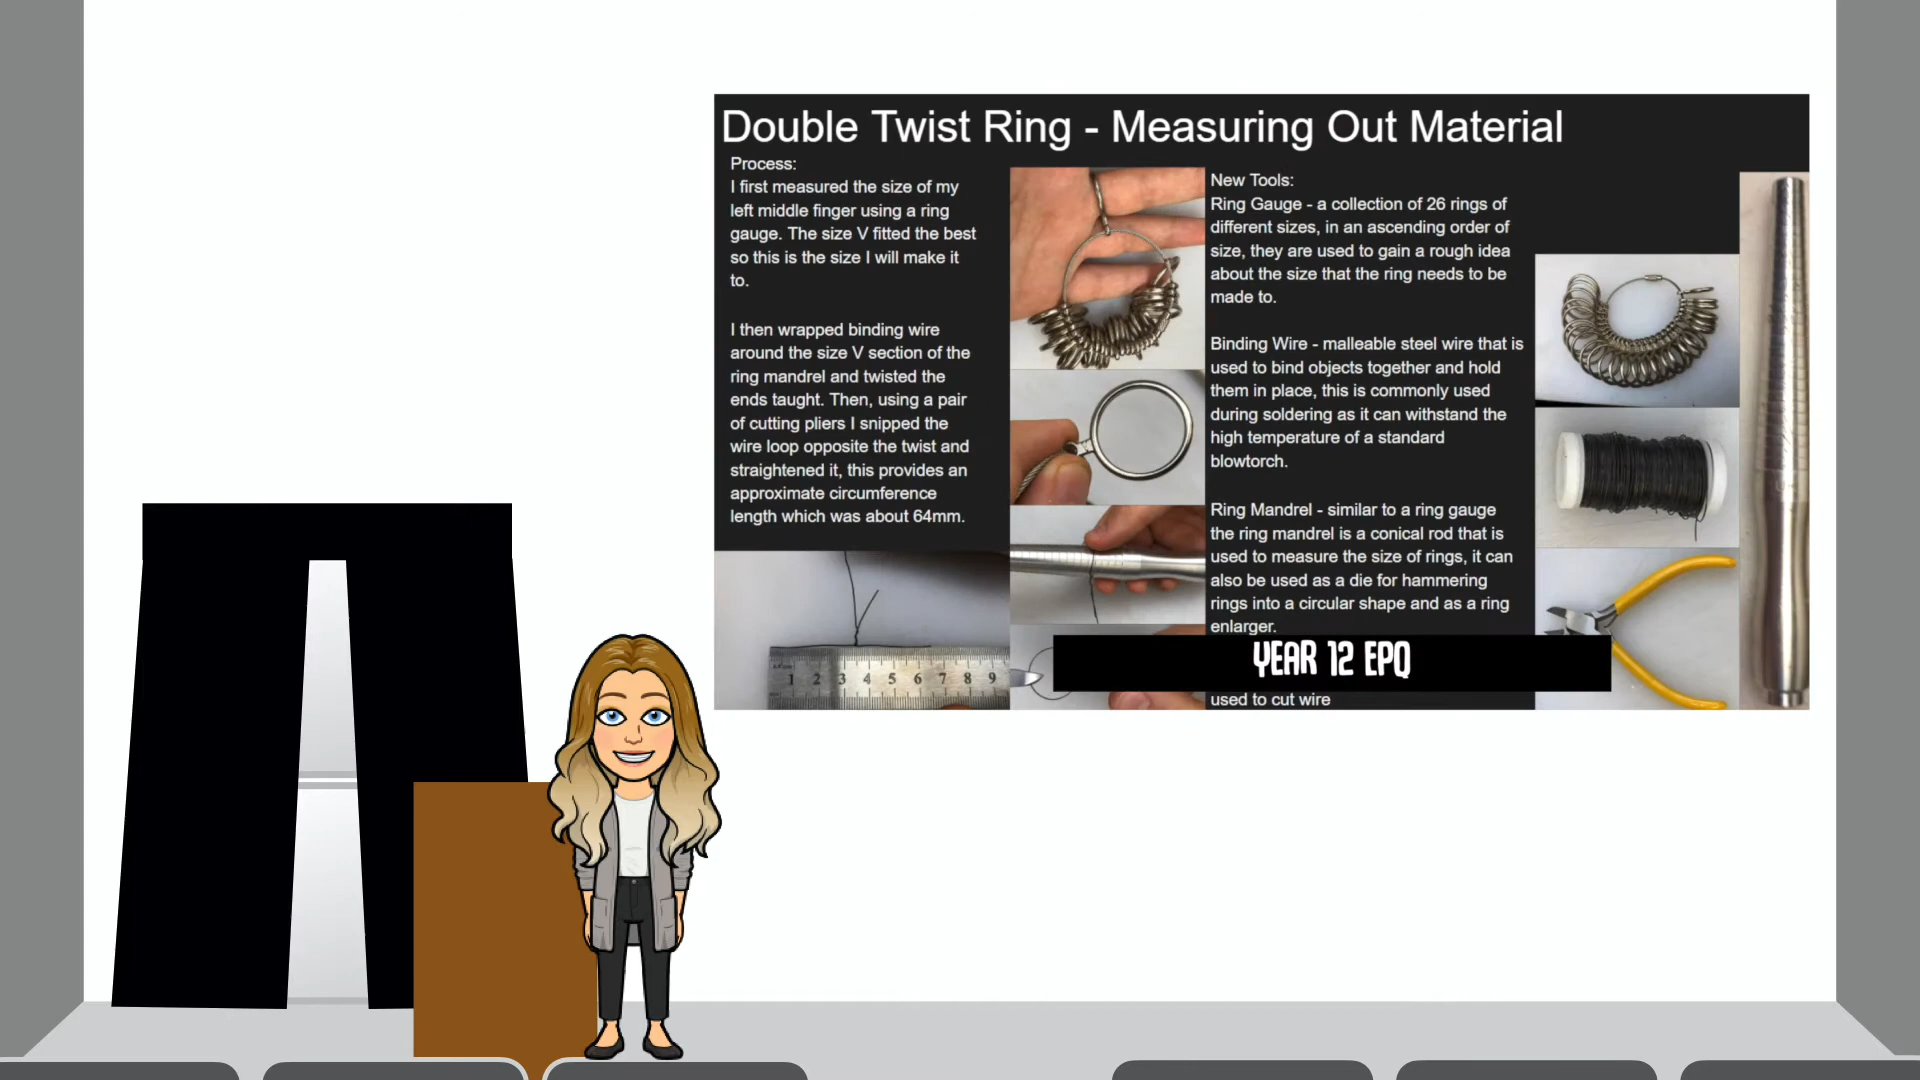 Double Twist Ring - Measuring Out Material
Process:
I first measured the size of my
left middle finger using a ring
gauge. The size V fitted the best
so this is the size I will make it
to.
I then wrapped binding wire
around the size V section of the
ring mandrel and twisted the
ends taught. Then, using a pair
of cutting pliers I snipped the
wire loop opposite the twist and
straightened it, this provides an
approximate circumference
length which was about 64mm.
1 2 3 4 5 6 7 8 9
New Tools:
Ring Gauge - a collection of 26 rings of
different sizes, in an ascending order of
size, they are used to gain a rough idea
about the size that the ring needs to be
made to.
Binding Wire - malleable steel wire that is
used to bind objects together and hold
them in place, this is commonly used
during soldering as it can withstand the
high temperature of a standard
blowtorch.
Ring Mandrel - similar to a ring gauge
the ring mandrel is a conical rod that is
used to measure the size of rings, it can
also be used as a die for hammering
rings into a circular shape and as a ring
enlarger.
YEAR 12 EPQ
used to cut wire